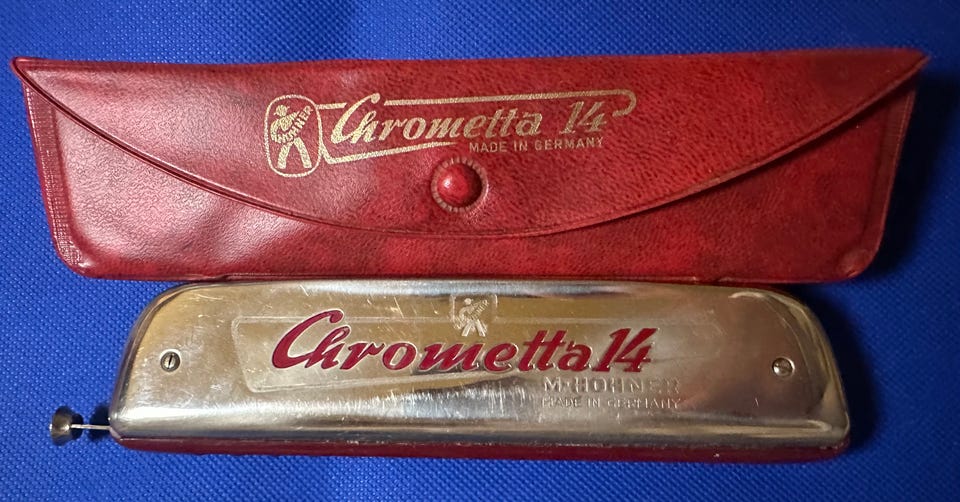 HOHNER
Chrometta 14
MADE IN GERMANY
Chrometta 14
M·HOHNER
MADE IN GERMANY